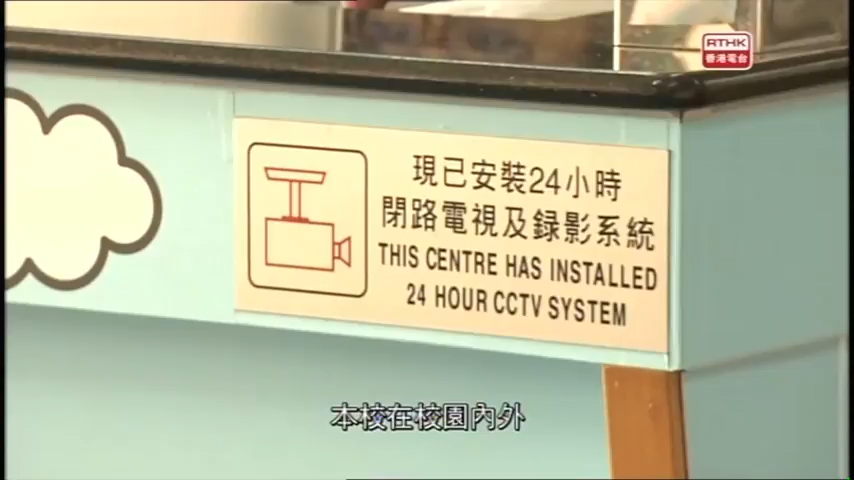 RTHK
香港電台
現已安裝24小時
閉路電視及録影系統
THIS CENTRE HAS INSTALLED
24 HOUR CCTV SYSTEM
本校在校園內外